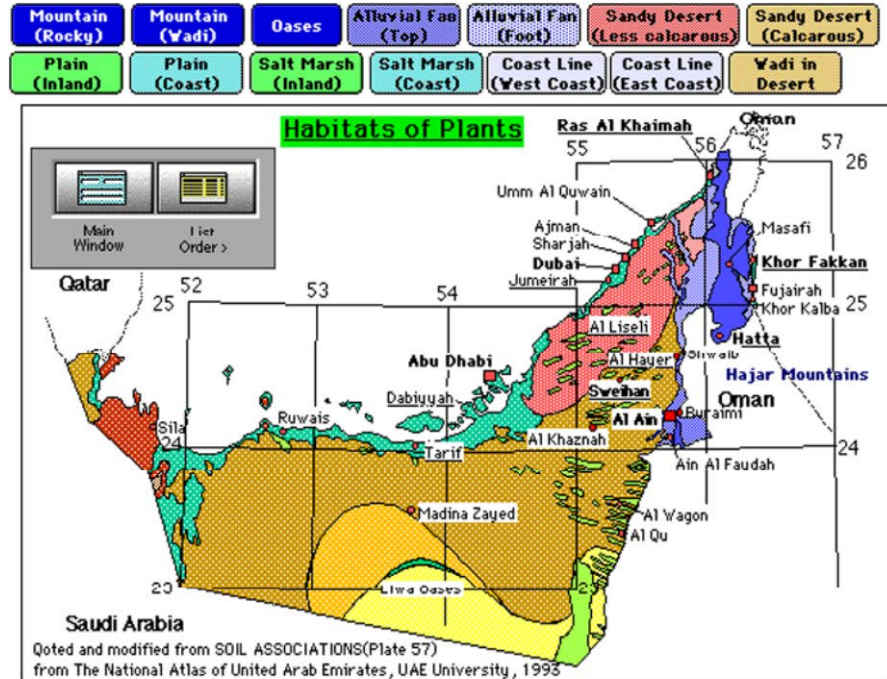 Mountain (Rocky)
Mountain (Wadi)
Oases
Alluvial Fan (Top)
Alluvial Fan (Foot)
Sandy Desert (Less calcarous)
Sandy Desert (Calcarous)
Plain (Inland)
Plain (Coast)
Salt Marsh (Inland)
Salt Marsh (Coast)
Coast Line (West Coast)
Coast Line (East Coast)
Wadi in Desert
Habitats of Plants
Oman
Ras Al Khaimah
55
56
57
26
Main Window
List Order >
Umm Al Quwain
Ajman
Sharjah
Dubai
Jumeirah
Masafi
Khor Fakkan
Fujairah
Khor Kalba
Qatar
52
25
53
54
25
Al Liseli
Hatta
Abu Dhabi
Al Hayer
Shwaib
Hajar Mountains
Dabiyyah
Sweihan
Oman
Sila
Ruwais
Al Ain
Buraimi
24
Tarif
Al Khaznah
24
Ain Al Faudah
Madina Zayed
Al Wagon
Al Qu
23
Liwa Oases
23
Saudi Arabia
Qoted and modified from SOIL ASSOCIATIONS(Plate 57)
from The National Atlas of United Arab Emirates, UAE University, 1993